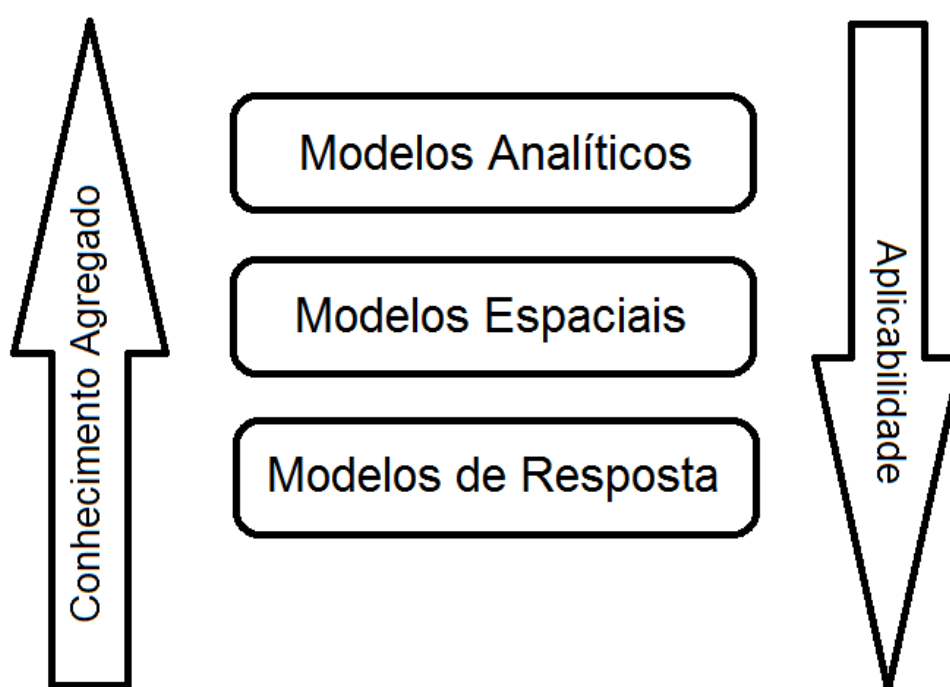 Conhecimento Agregado
Modelos Analíticos
Modelos Espaciais
Modelos de Resposta
Aplicabilidade